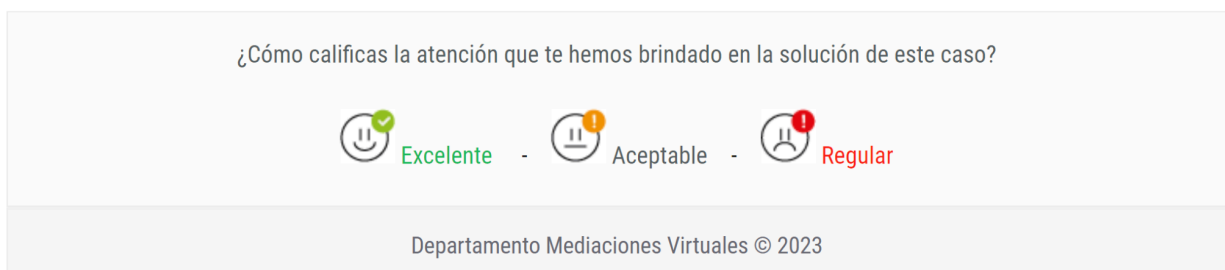 ¿Cómo calificas la atención que te hemos brindado en la solución de este caso?
Excelente - Aceptable - Regular
Departamento Mediaciones Virtuales © 2023